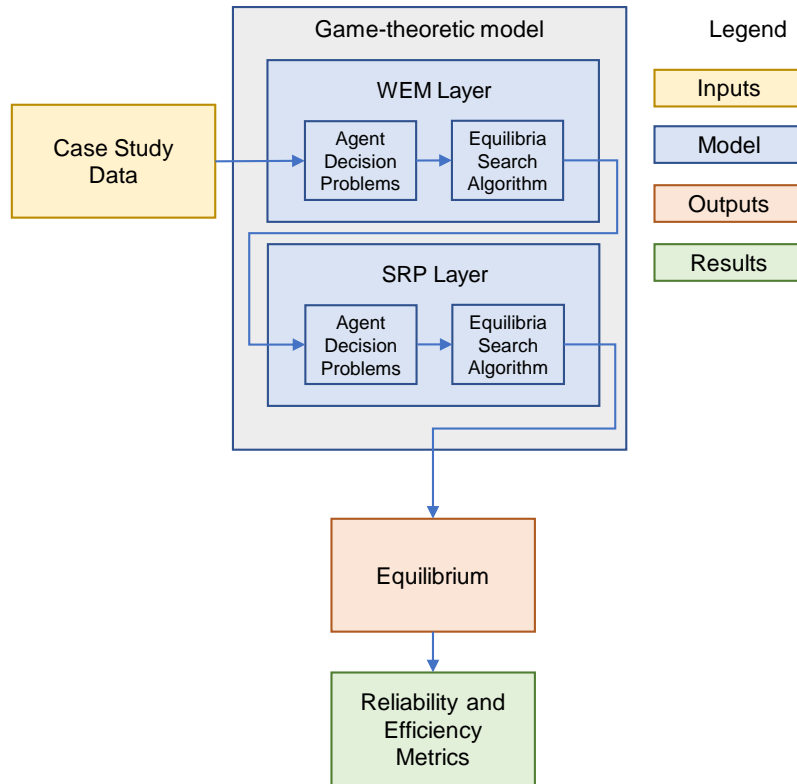 Game-theoretic model
Legend
WEM Layer
Inputs
Case Study
Data
Agent
Decision
Problems
Equilibria
Search
Algorithm
Model
Outputs
Results
SRP Layer
Agent
Decision
Problems
Equilibria
Search
Algorithm
Equilibrium
Reliability and
Efficiency
Metrics